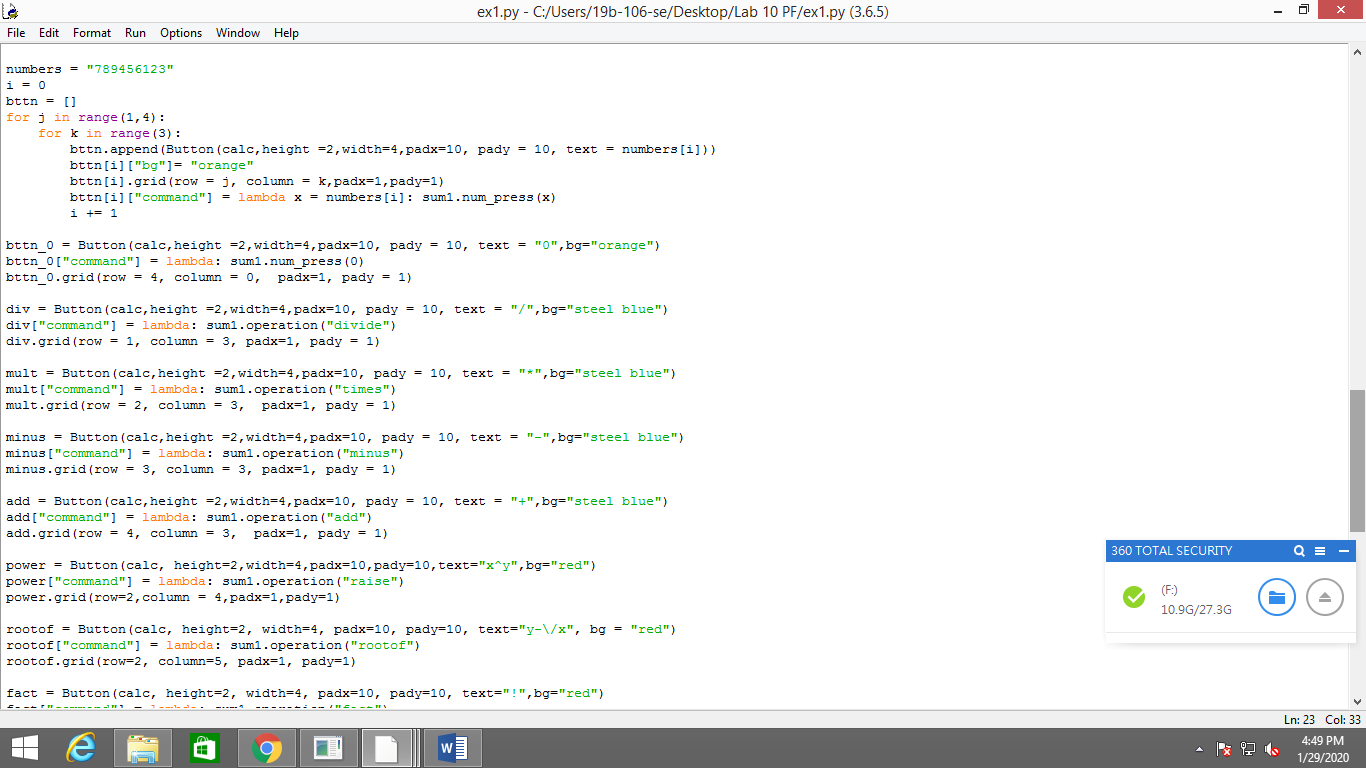 ex1.py - C:/Users/19b-106-se/Desktop/Lab 10 PF/ex1.py (3.6.5)
File Edit Format Run Options Window Help
numbers = "789456123"
i = 0
bttn = []
for j in range(1,4):
    for k in range(3):
        bttn.append(Button(calc,height =2,width=4,padx=10, pady = 10, text = numbers[i]))
        bttn[i]["bg"]= "orange"
        bttn[i].grid(row = j, column = k,padx=1,pady=1)
        bttn[i]["command"] = lambda x = numbers[i]: sum1.num_press(x)
        i += 1
bttn_0 = Button(calc,height =2,width=4,padx=10, pady = 10, text = "0",bg="orange")
bttn_0["command"] = lambda: sum1.num_press(0)
bttn_0.grid(row = 4, column = 0,  padx=1, pady = 1)
div = Button(calc,height =2,width=4,padx=10, pady = 10, text = "/",bg="steel blue")
div["command"] = lambda: sum1.operation("divide")
div.grid(row = 1, column = 3, padx=1, pady = 1)
mult = Button(calc,height =2,width=4,padx=10, pady = 10, text = "*",bg="steel blue")
mult["command"] = lambda: sum1.operation("times")
mult.grid(row = 2, column = 3,  padx=1, pady = 1)
minus = Button(calc,height =2,width=4,padx=10, pady = 10, text = "-",bg="steel blue")
minus["command"] = lambda: sum1.operation("minus")
minus.grid(row = 3, column = 3, padx=1, pady = 1)
add = Button(calc,height =2,width=4,padx=10, pady = 10, text = "+",bg="steel blue")
add["command"] = lambda: sum1.operation("add")
add.grid(row = 4, column = 3,  padx=1, pady = 1)
power = Button(calc, height=2,width=4,padx=10,pady=10,text="x^y",bg="red")
power["command"] = lambda: sum1.operation("raise")
power.grid(row=2,column = 4,padx=1,pady=1)
rootof = Button(calc, height=2, width=4, padx=10, pady=10, text="y-\/x", bg = "red")
rootof["command"] = lambda: sum1.operation("rootof")
rootof.grid(row=2, column=5, padx=1, pady=1)
fact = Button(calc, height=2, width=4, padx=10, pady=10, text="!",bg="red")
fact["command"] = lambda: sum1.operation("fact")
360 TOTAL SECURITY
(F:)
10.9G/27.3G
Ln: 23 Col: 33
4:49 PM
1/29/2020